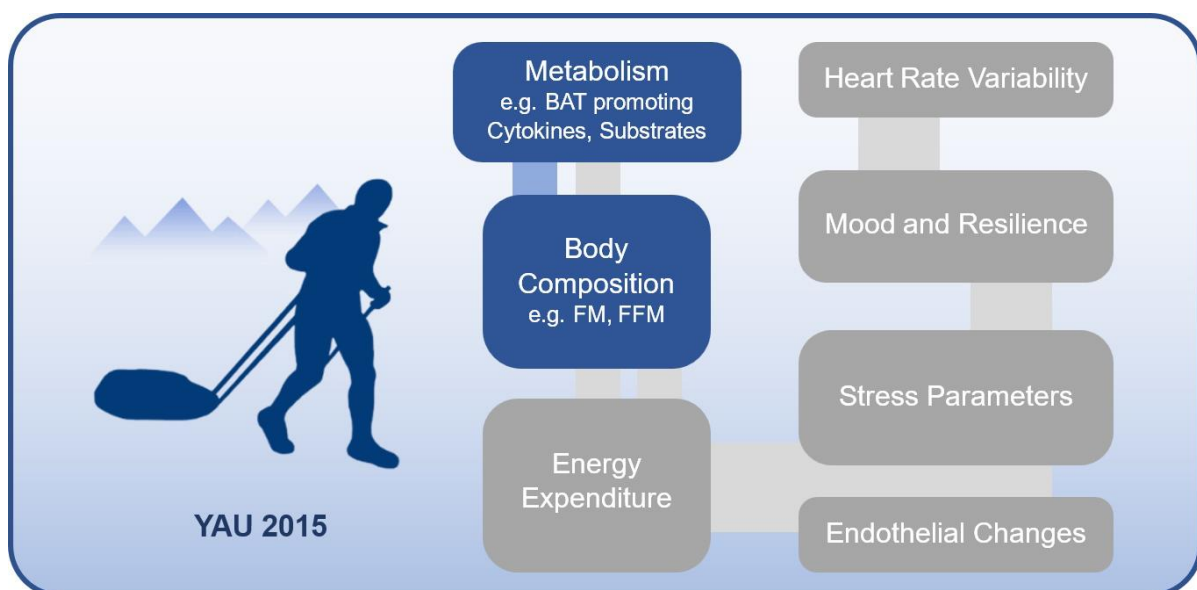 Metabolism
e.g. BAT promoting
Cytokines, Substrates
Body
Composition
e.g. FM, FFM
Energy
Expenditure
Heart Rate Variability
Mood and Resilience
Stress Parameters
Endothelial Changes
YAU 2015